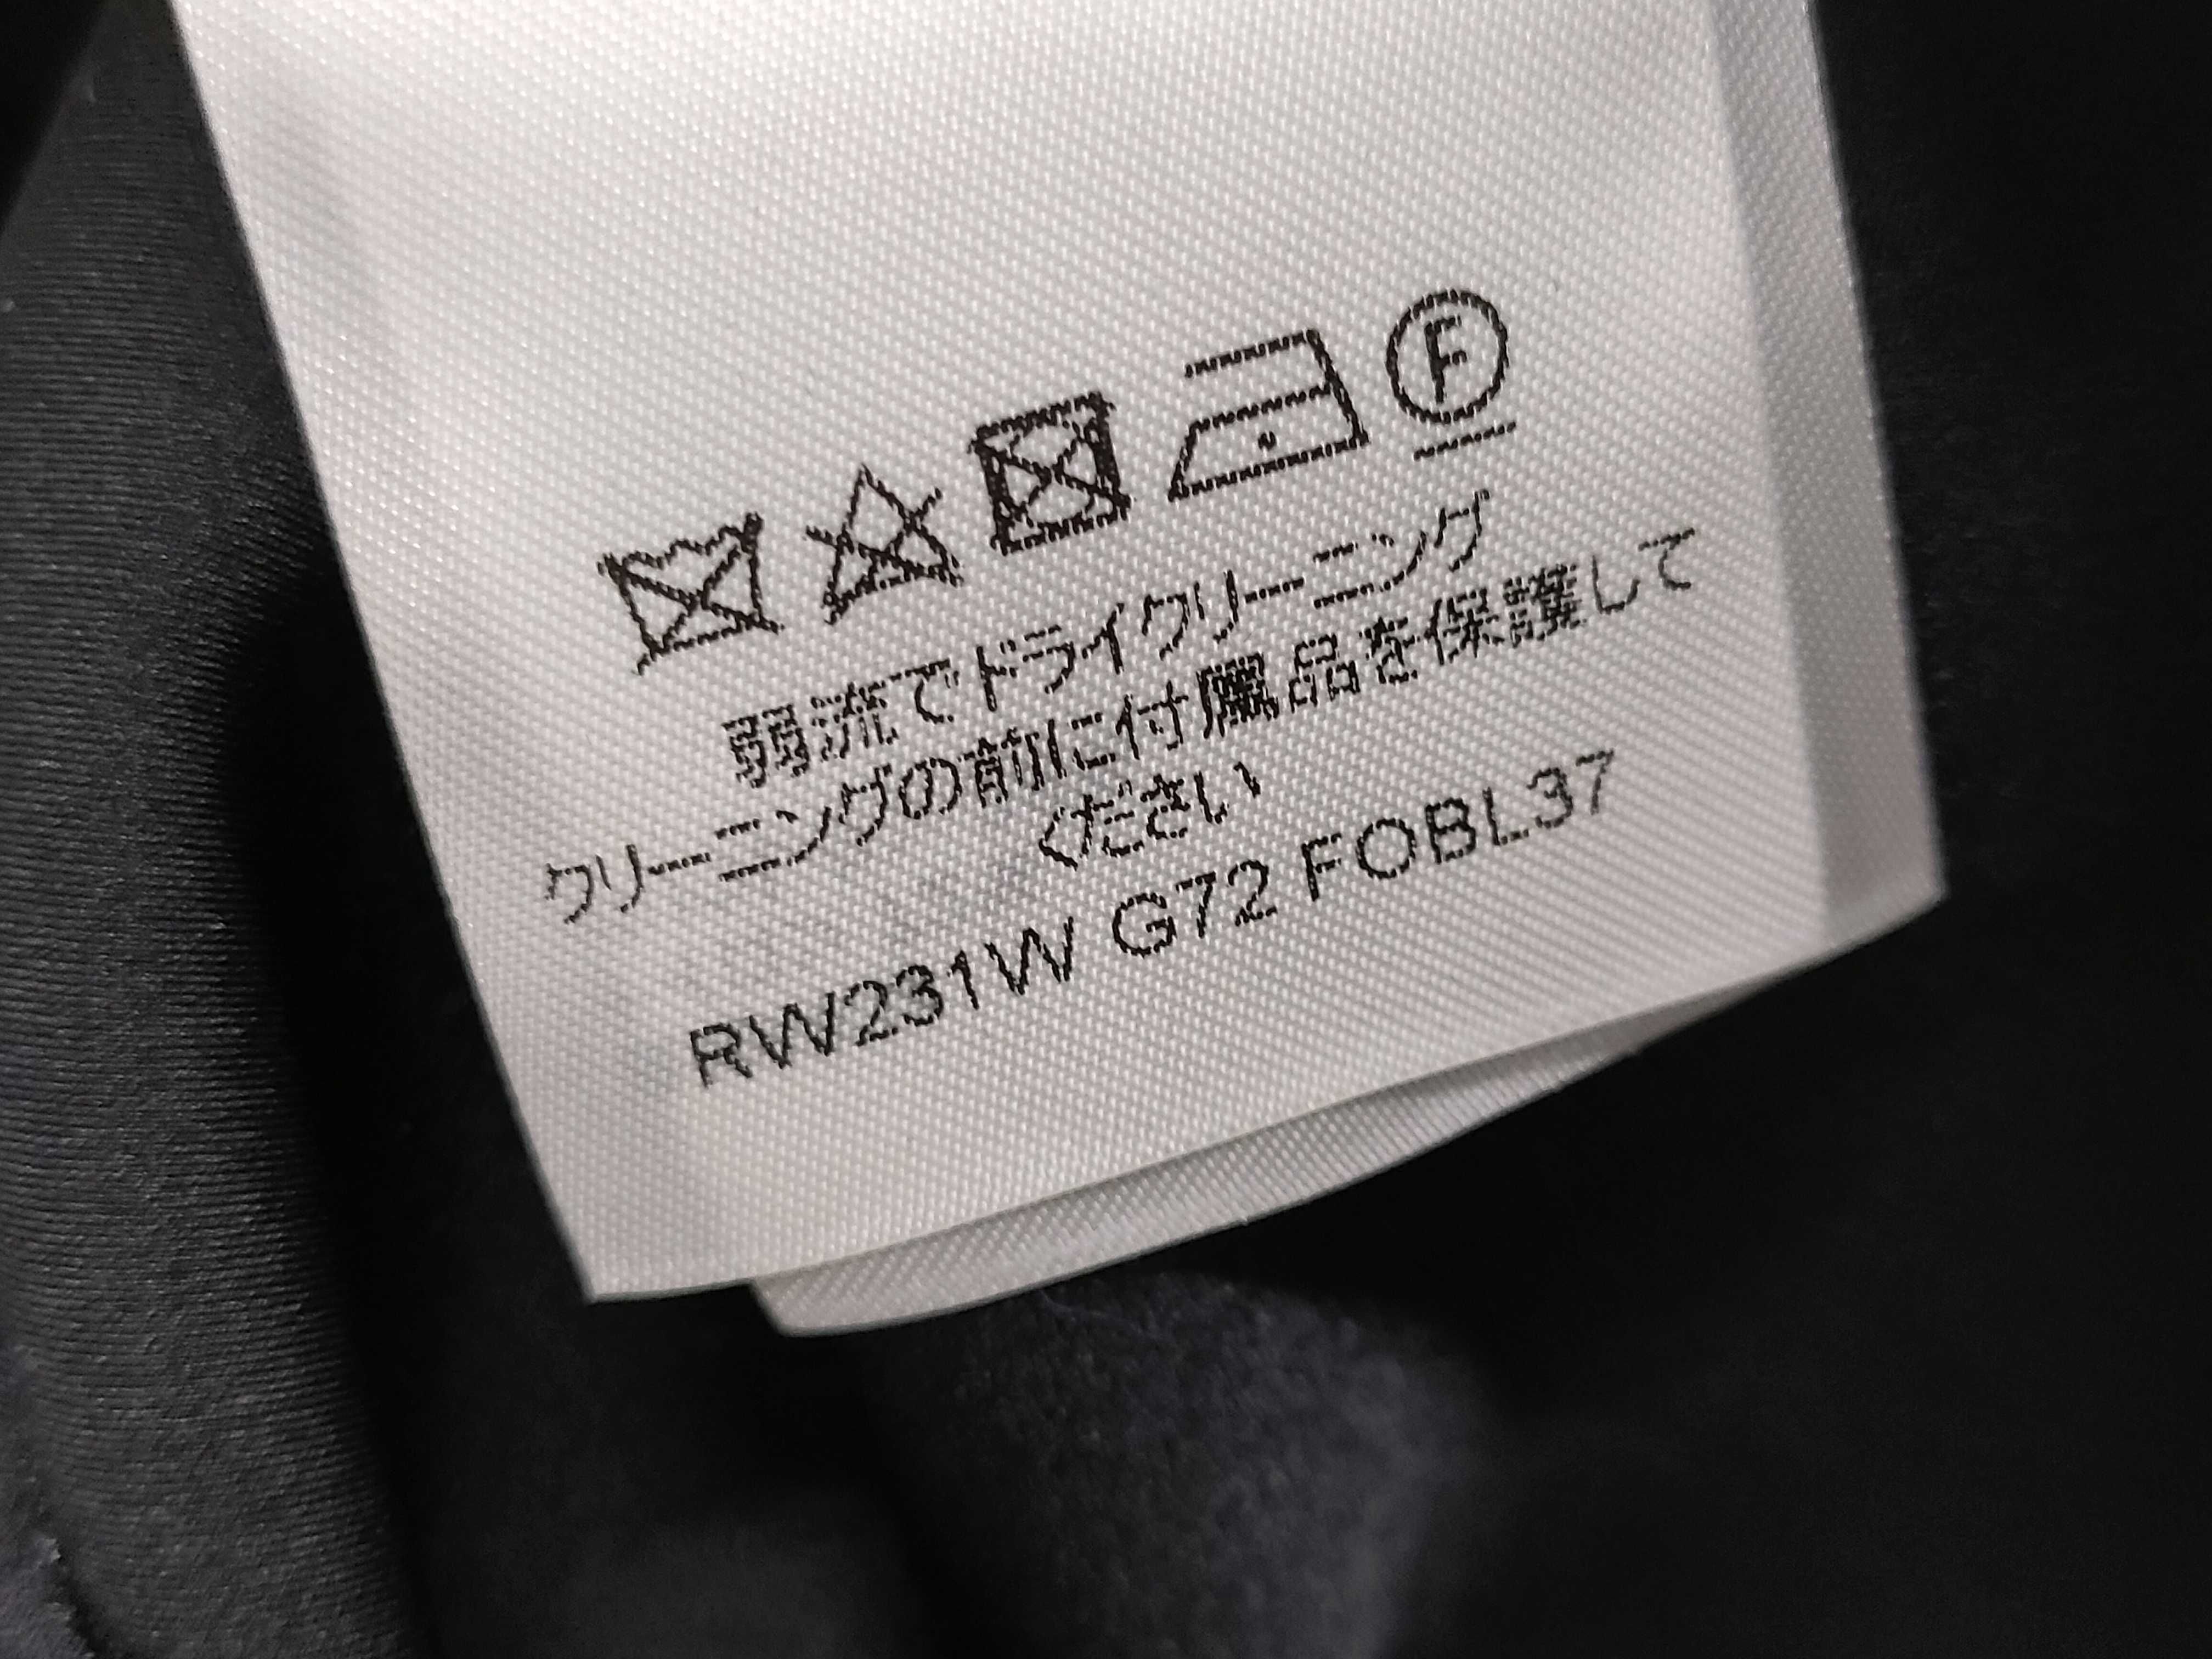 F
弱流でドライクリーニング
クリーニングの前に付属品を保護して
ください
RW231W G72 FOBL37